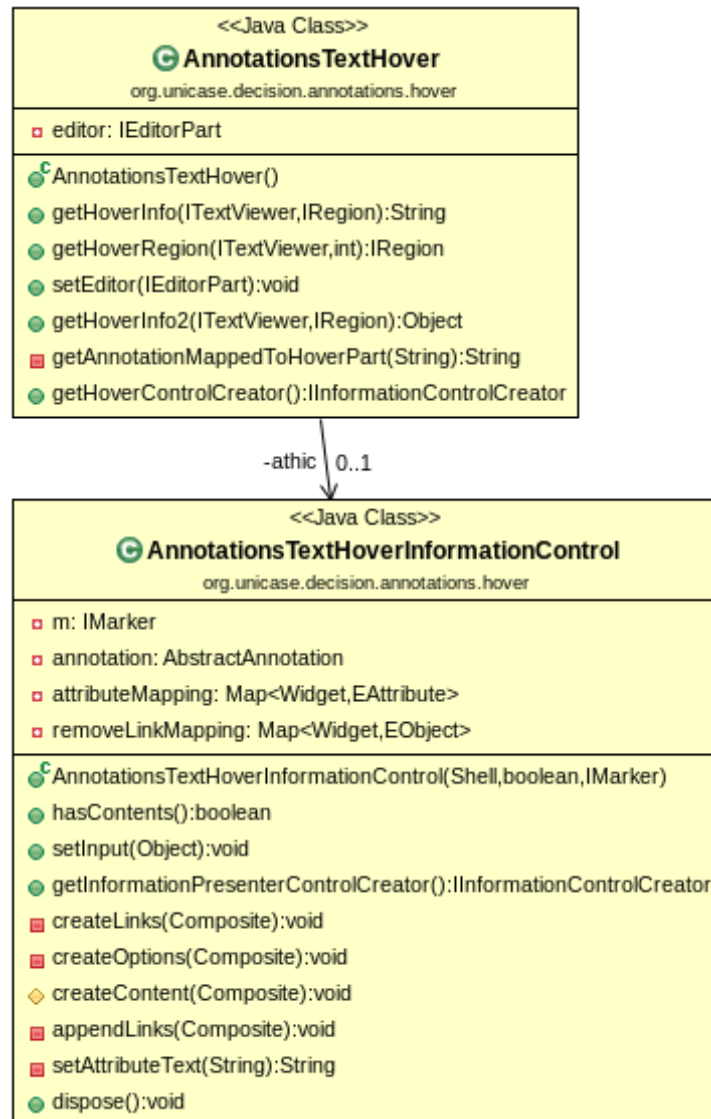 <<Java Class>>
AnnotationsTextHover
org.unicase.decision.annotations.hover
editor: IEditorPart
AnnotationsTextHover()
getHoverInfo(ITextViewer,IRegion):String
getHoverRegion(ITextViewer,int):IRegion
setEditor(IEditorPart):void
getHoverInfo2(ITextViewer,IRegion):Object
getAnnotationMappedToHoverPart(String):String
getHoverControlCreator():IInformationControlCreator
-athic 0..1
<<Java Class>>
AnnotationsTextHoverInformationControl
org.unicase.decision.annotations.hover
m: IMarker
annotation: AbstractAnnotation
attributeMapping: Map<Widget,EAttribute>
removeLinkMapping: Map<Widget,EObject>
AnnotationsTextHoverInformationControl(Shell,boolean,IMarker)
hasContents():boolean
setInput(Object):void
getInformationPresenterControlCreator():IInformationControlCreator
createLinks(Composite):void
createOptions(Composite):void
createContent(Composite):void
appendLinks(Composite):void
setAttributeText(String):String
dispose():void